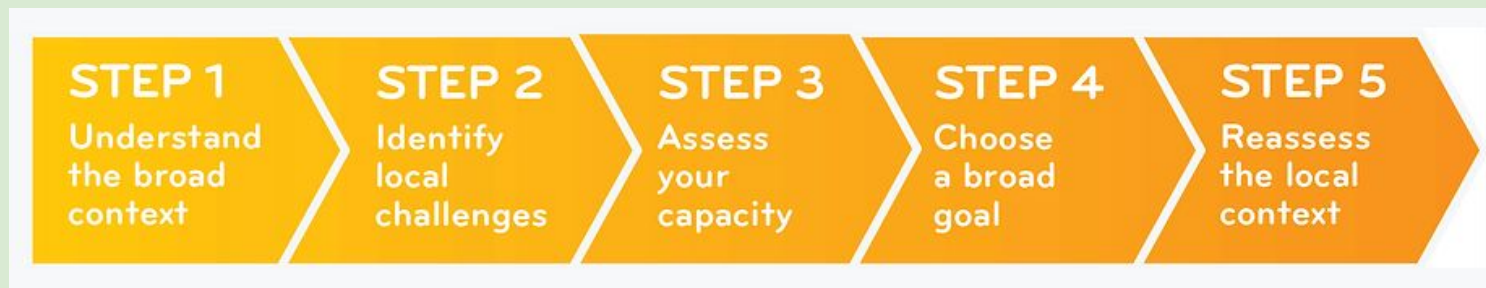 STEP 1
Understand
the broad
context
STEP 2
Identify
local
challenges
STEP 3
Assess
your
capacity
STEP 4
Choose
a broad
goal
STEP 5
Reassess
the local
context